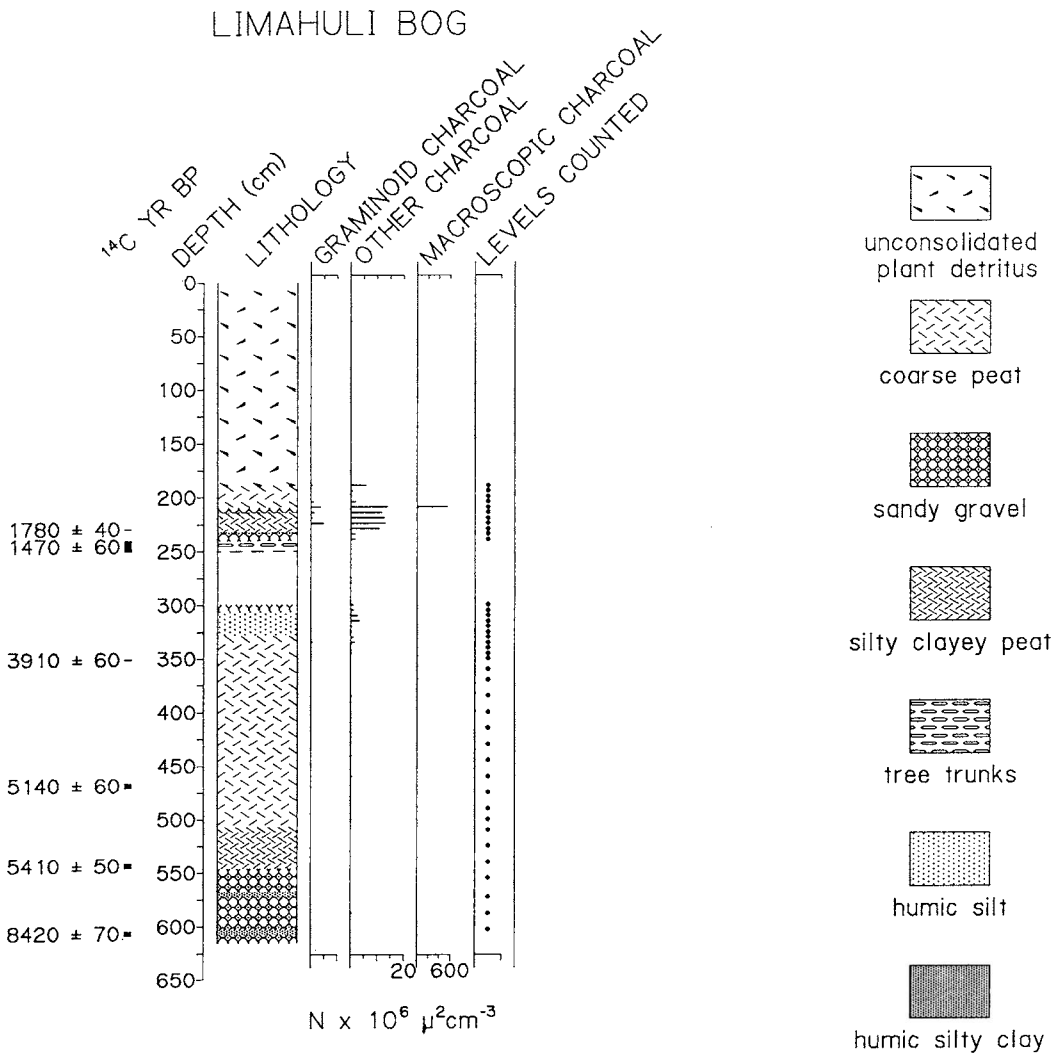 LIMAHULI BOG
¹⁴C YR BP
DEPTH (cm)
LITHOLOGY
GRAMINOID CHARCOAL
OTHER CHARCOAL
MACROSCOPIC CHARCOAL
LEVELS COUNTED
0
50
100
150
200
1780 ± 40
1470 ± 60
250
300
3910 ± 60
350
400
450
5140 ± 60
500
5410 ± 50
550
600
8420 ± 70
650
20 600
N x 10⁶ μ²cm⁻³
unconsolidated
plant detritus
coarse peat
sandy gravel
silty clayey peat
tree trunks
humic silt
humic silty clay